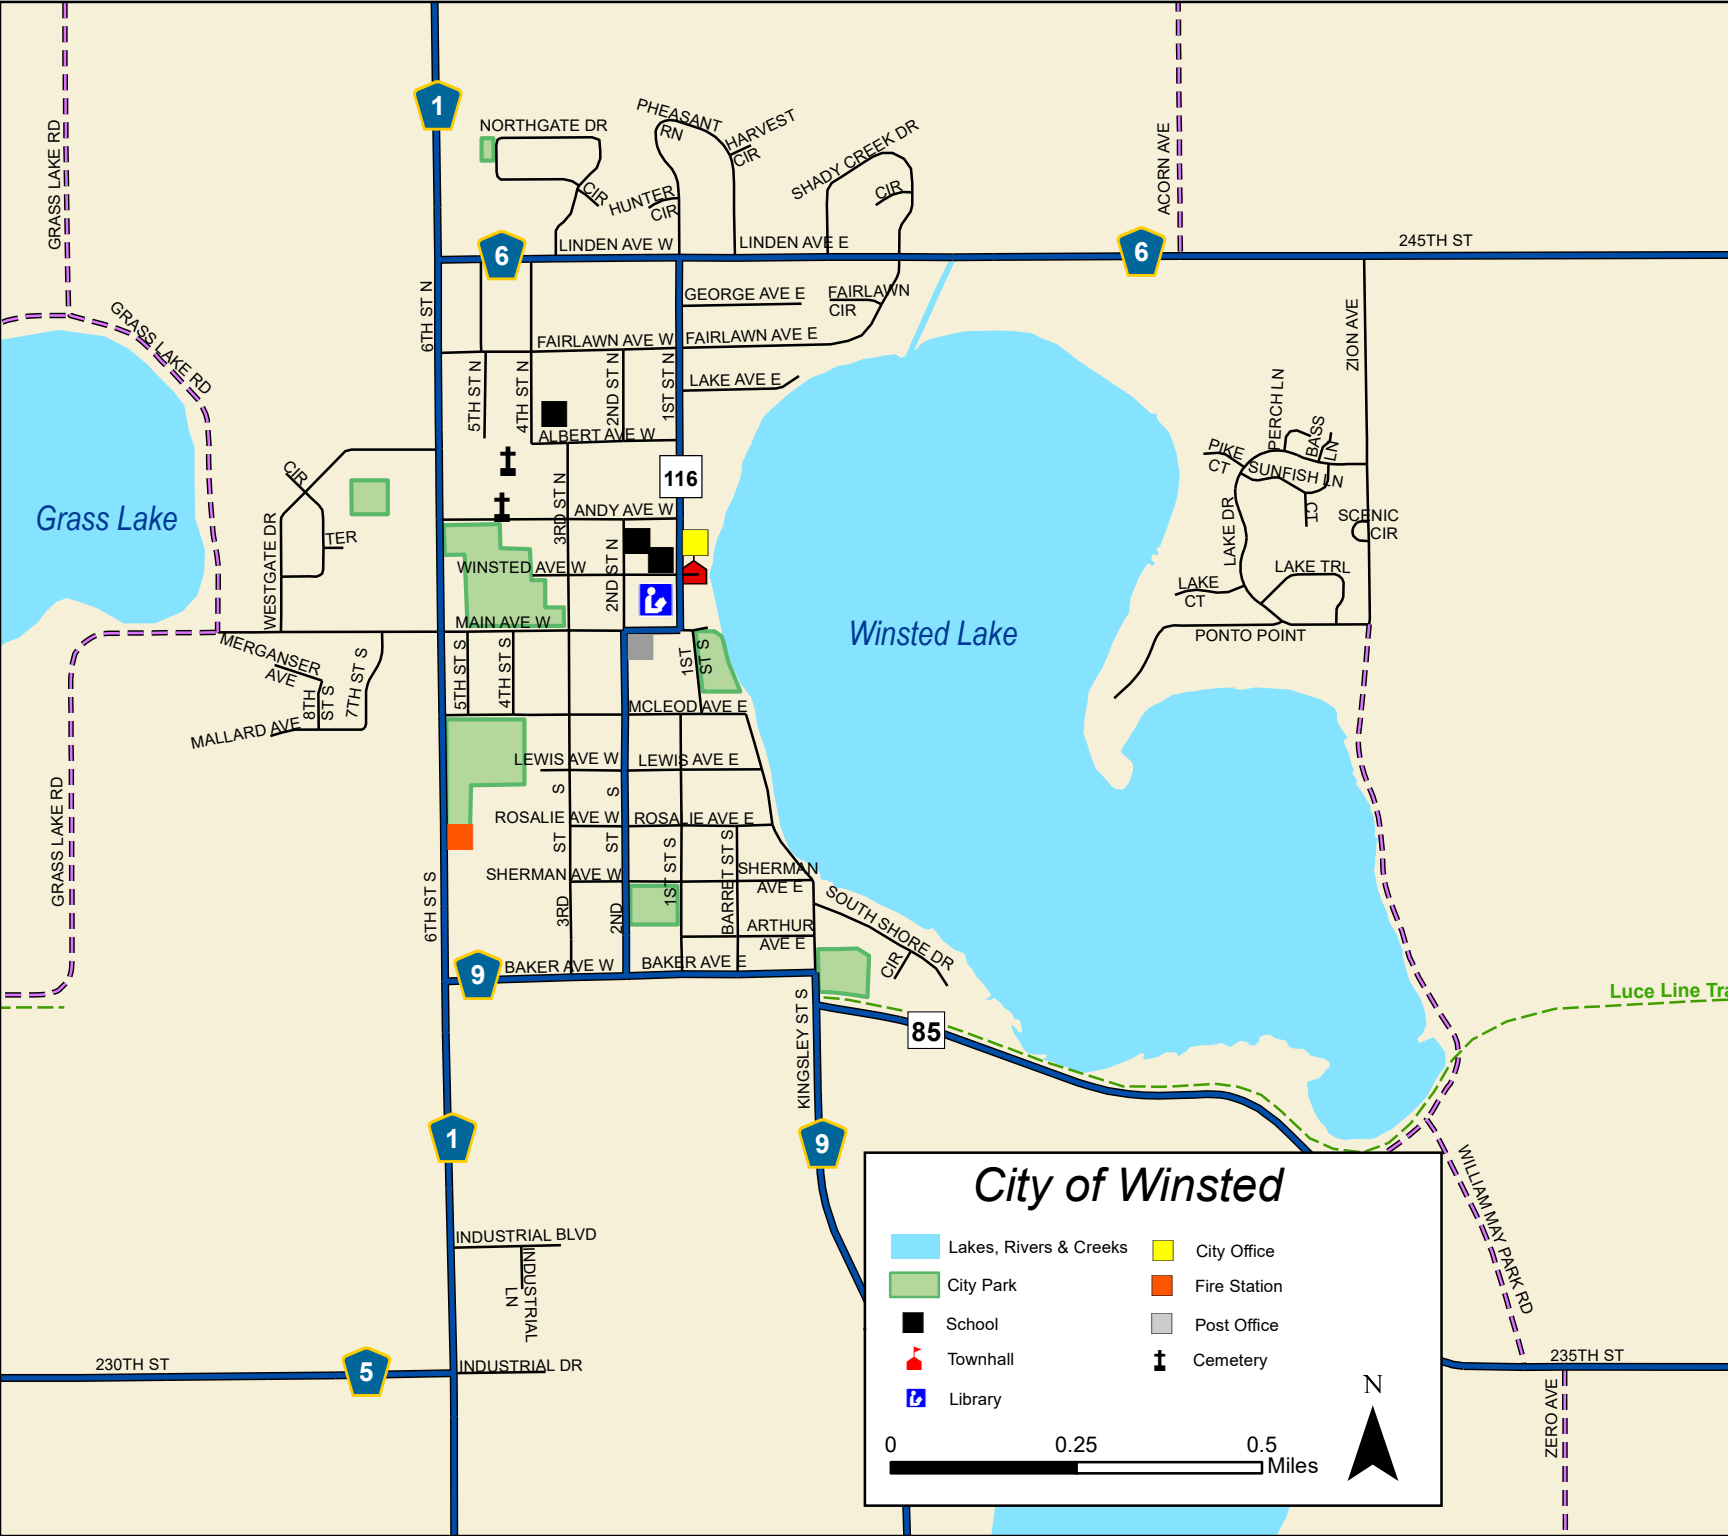 GRASS LAKE RD
1
NORTHGATE DR
CIR
PHEASANT
RN
HARVEST
CIR
HUNTER
CIR
SHADY CREEK DR
CIR
ACORN AVE
6
LINDEN AVE W
LINDEN AVE E
6
245TH ST
6TH ST N
GEORGE AVE E
FAIRLAWN
CIR
FAIRLAWN AVE W
FAIRLAWN AVE E
GRASS LAKE RD
ZION AVE
5TH ST N
4TH ST N
2ND ST N
1ST ST N
LAKE AVE E
ALBERT AVE W
PERCH LN
BASS
LN
PIKE
CT
SUNFISH LN
CT
CIR
116
3RD ST N
ANDY AVE W
Grass Lake
WESTGATE DR
TER
LAKE DR
SCENIC
CIR
WINSTED AVE W
2ND ST N
LAKE TRL
LAKE
CT
MAIN AVE W
Winsted Lake
PONTO POINT
MERGANSER
AVE
8TH
ST S
7TH ST S
MALLARD AVE
5TH ST S
4TH ST S
1ST
ST S
MCLEOD AVE E
LEWIS AVE W
LEWIS AVE E
GRASS LAKE RD
3RD
ST
S
2ND
ST
S
ROSALIE AVE W
ROSALIE AVE E
1ST ST S
BARRET ST S
SHERMAN AVE W
SHERMAN
AVE E
6TH ST S
SOUTH SHORE DR
CIR
ARTHUR
AVE E
9
BAKER AVE W
BAKER AVE E
KINGSLEY ST S
85
Luce Line Tra
1
9
WILLIAM MAY PARK RD
INDUSTRIAL BLVD
INDUSTRIAL
LN
INDUSTRIAL DR
230TH ST
5
235TH ST
ZERO AVE
City of Winsted
Lakes, Rivers & Creeks
City Park
School
Townhall
Library
City Office
Fire Station
Post Office
Cemetery
N
0
0.25
0.5
Miles